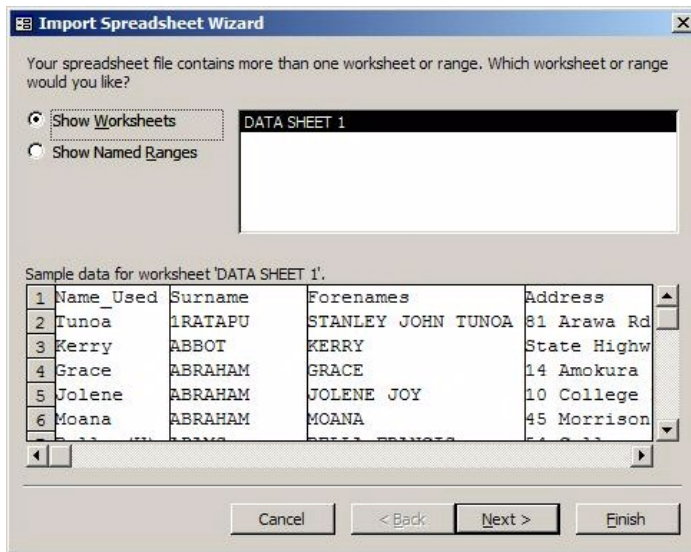 Import Spreadsheet Wizard
Your spreadsheet file contains more than one worksheet or range. Which worksheet or range
would you like?
Show Worksheets
Show Named Ranges
DATA SHEET 1
Sample data for worksheet 'DATA SHEET 1'.
1 Name_Used Surname Forenames Address
2 Tunoa 1RATAPU STANLEY JOHN TUNOA 81 Arawa Rd
3 Kerry ABBOT KERRY State Highw
4 Grace ABRAHAM GRACE 14 Amokura
5 Jolene ABRAHAM JOLENE JOY 10 College
6 Moana ABRAHAM MOANA 45 Morrison
Cancel < Back Next > Finish